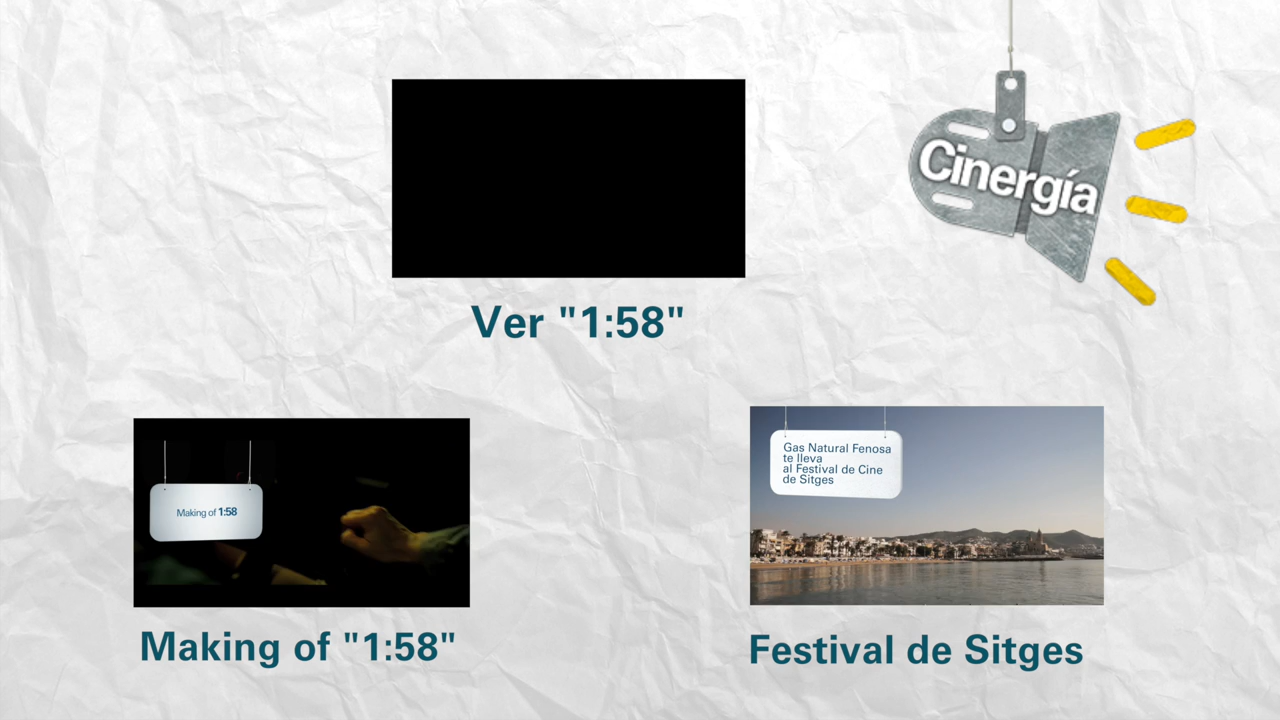 Cinergía
Ver "1:58"
Making of 1:58
Making of "1:58"
Gas Natural Fenosa
te lleva
al Festival de Cine
de Sitges
Festival de Sitges